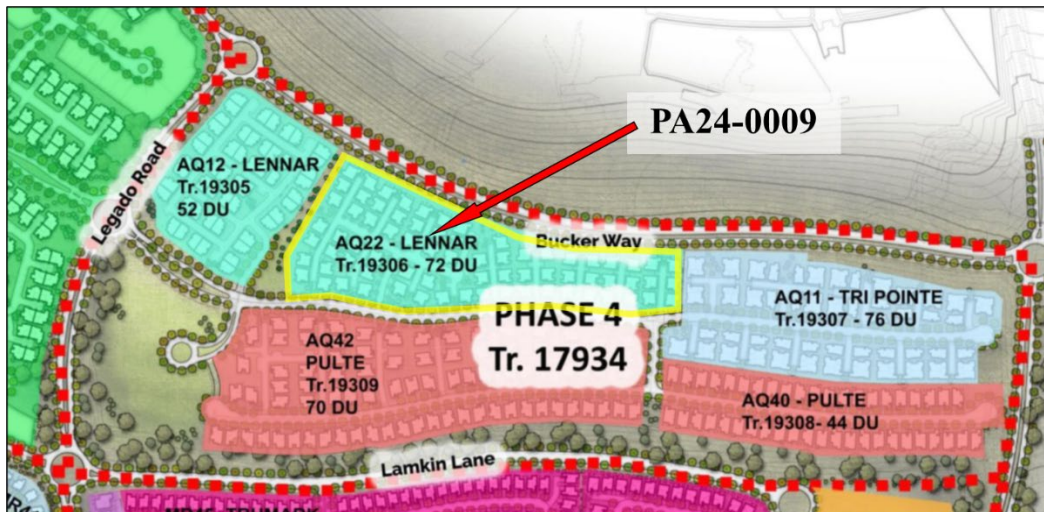 PA24-0009
AQ12 - LENNAR
Tr.19305
52 DU
Legado Road
AQ22 - LENNAR
Tr.19306 - 72 DU
Bucker Way
AQ11 - TRI POINTE
Tr.19307 - 76 DU
PHASE 4
Tr. 17934
AQ42
PULTE
Tr.19309
70 DU
AQ40 - PULTE
Tr.19308- 44 DU
Lamkin Lane